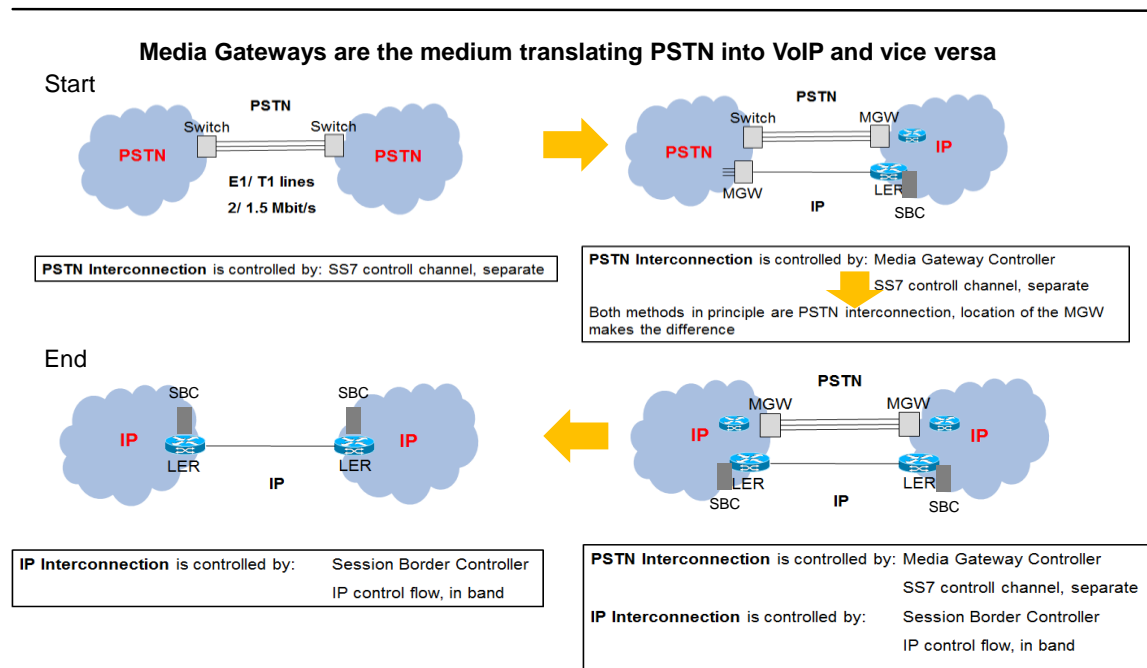 Media Gateways are the medium translating PSTN into VoIP and vice versa
Start
PSTN
Switch
Switch
PSTN
PSTN
E1/ T1 lines
2/ 1.5 Mbit/s
PSTN Interconnection is controlled by: SS7 controll channel, separate
PSTN
Switch
MGW
PSTN
IP
MGW
LER
IP
SBC
PSTN Interconnection is controlled by: Media Gateway Controller
SS7 controll channel, separate
Both methods in principle are PSTN interconnection, location of the MGW
makes the difference
End
SBC
SBC
IP
IP
LER
LER
IP
IP Interconnection is controlled by: Session Border Controller
IP control flow, in band
PSTN
MGW
MGW
IP
IP
LER
LER
SBC
IP
SBC
PSTN Interconnection is controlled by: Media Gateway Controller
SS7 controll channel, separate
IP Interconnection is controlled by: Session Border Controller
IP control flow, in band